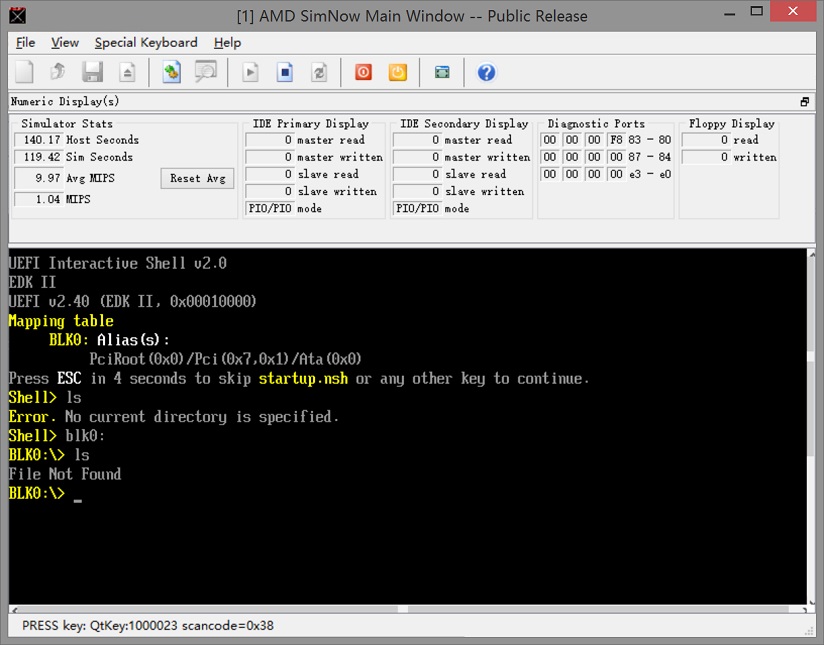 [1] AMD SimNow Main Window -- Public Release
File View Special Keyboard Help
Numeric Display(s)
Simulator Stats IDE Primary Display IDE Secondary Display Diagnostic Ports Floppy Display
140.17 Host Seconds 0 master read 0 master read 00 00 00 F8 83 - 80 0 read
119.42 Sim Seconds 0 master written 0 master written 00 00 00 00 87 - 84 0 written
9.97 Avg MIPS Reset Avg 0 slave read 0 slave read 00 00 00 00 e3 - e0
1.04 MIPS 0 slave written 0 slave written
PIO/PIO mode PIO/PIO mode
UEFI Interactive Shell v2.0
EDK II
UEFI v2.40 (EDK II, 0x00010000)
Mapping table
BLK0: Alias(s):
PciRoot(0x0)/Pci(0x7,0x1)/Ata(0x0)
Press ESC in 4 seconds to skip startup.nsh or any other key to continue.
Shell> ls
Error. No current directory is specified.
Shell> blk0:
BLK0:\> ls
File Not Found
BLK0:\> _
PRESS key: QtKey:1000023 scancode=0x38